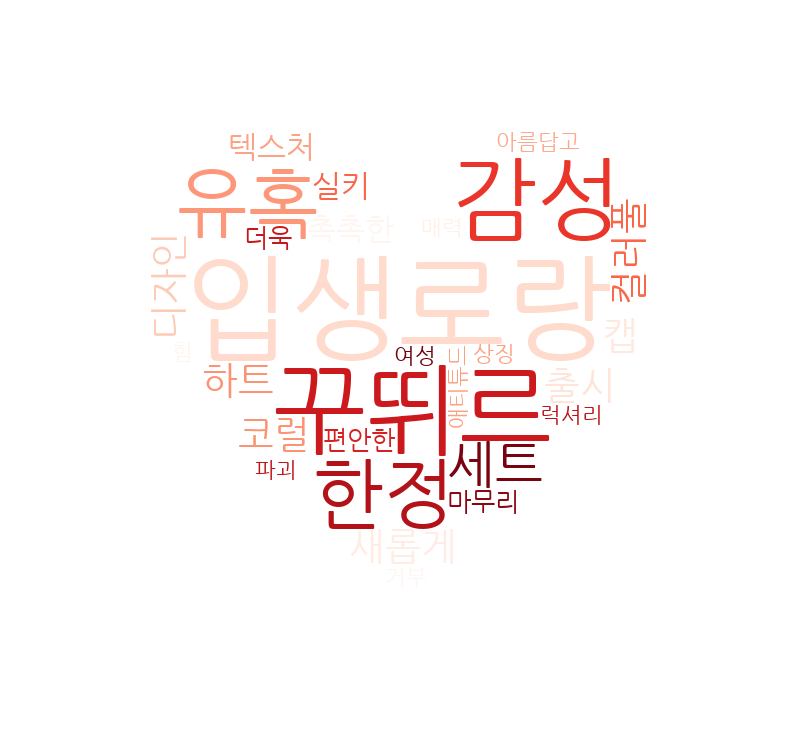 텍스처
아름답고
유혹
실키
감성
더욱
촉촉한
매력
컬러풀
디자인
입생로랑
캡
힘
여성
상징
하트
꾸뛰르
애티튜드
출시
럭셔리
코럴
편안한
세트
파괴
한정
마무리
새롭게
거부